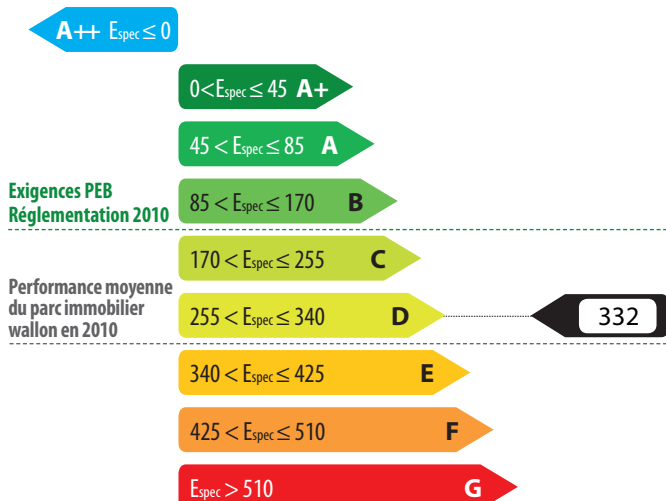 A++ Espec ≤ 0
0 < Espec ≤ 45 A+
45 < Espec ≤ 85 A
Exigences PEB
Réglementation 2010
85 < Espec ≤ 170 B
170 < Espec ≤ 255 C
Performance moyenne
du parc immobilier
wallon en 2010
255 < Espec ≤ 340 D
332
340 < Espec ≤ 425 E
425 < Espec ≤ 510 F
Espec > 510 G